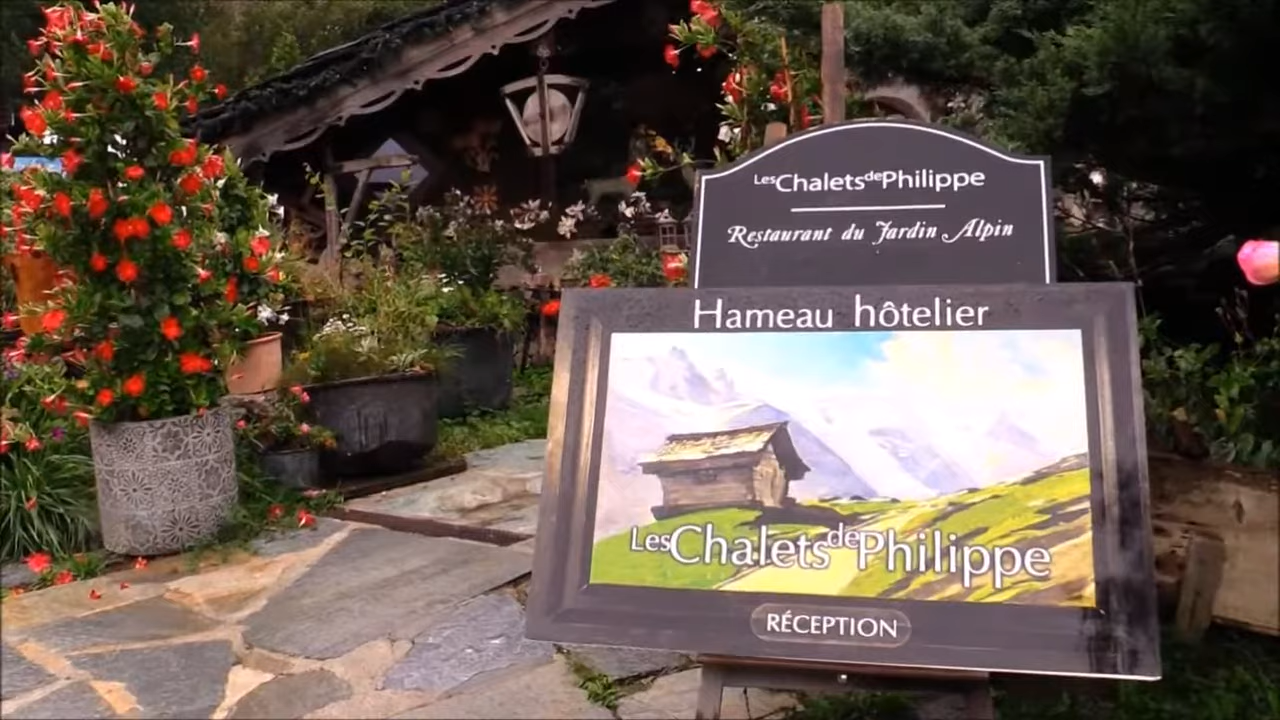 Les Chalets de Philippe
Restaurant du Jardin Alpin
Hameau hôtelier
Les Chalets de Philippe
RÉCEPTION